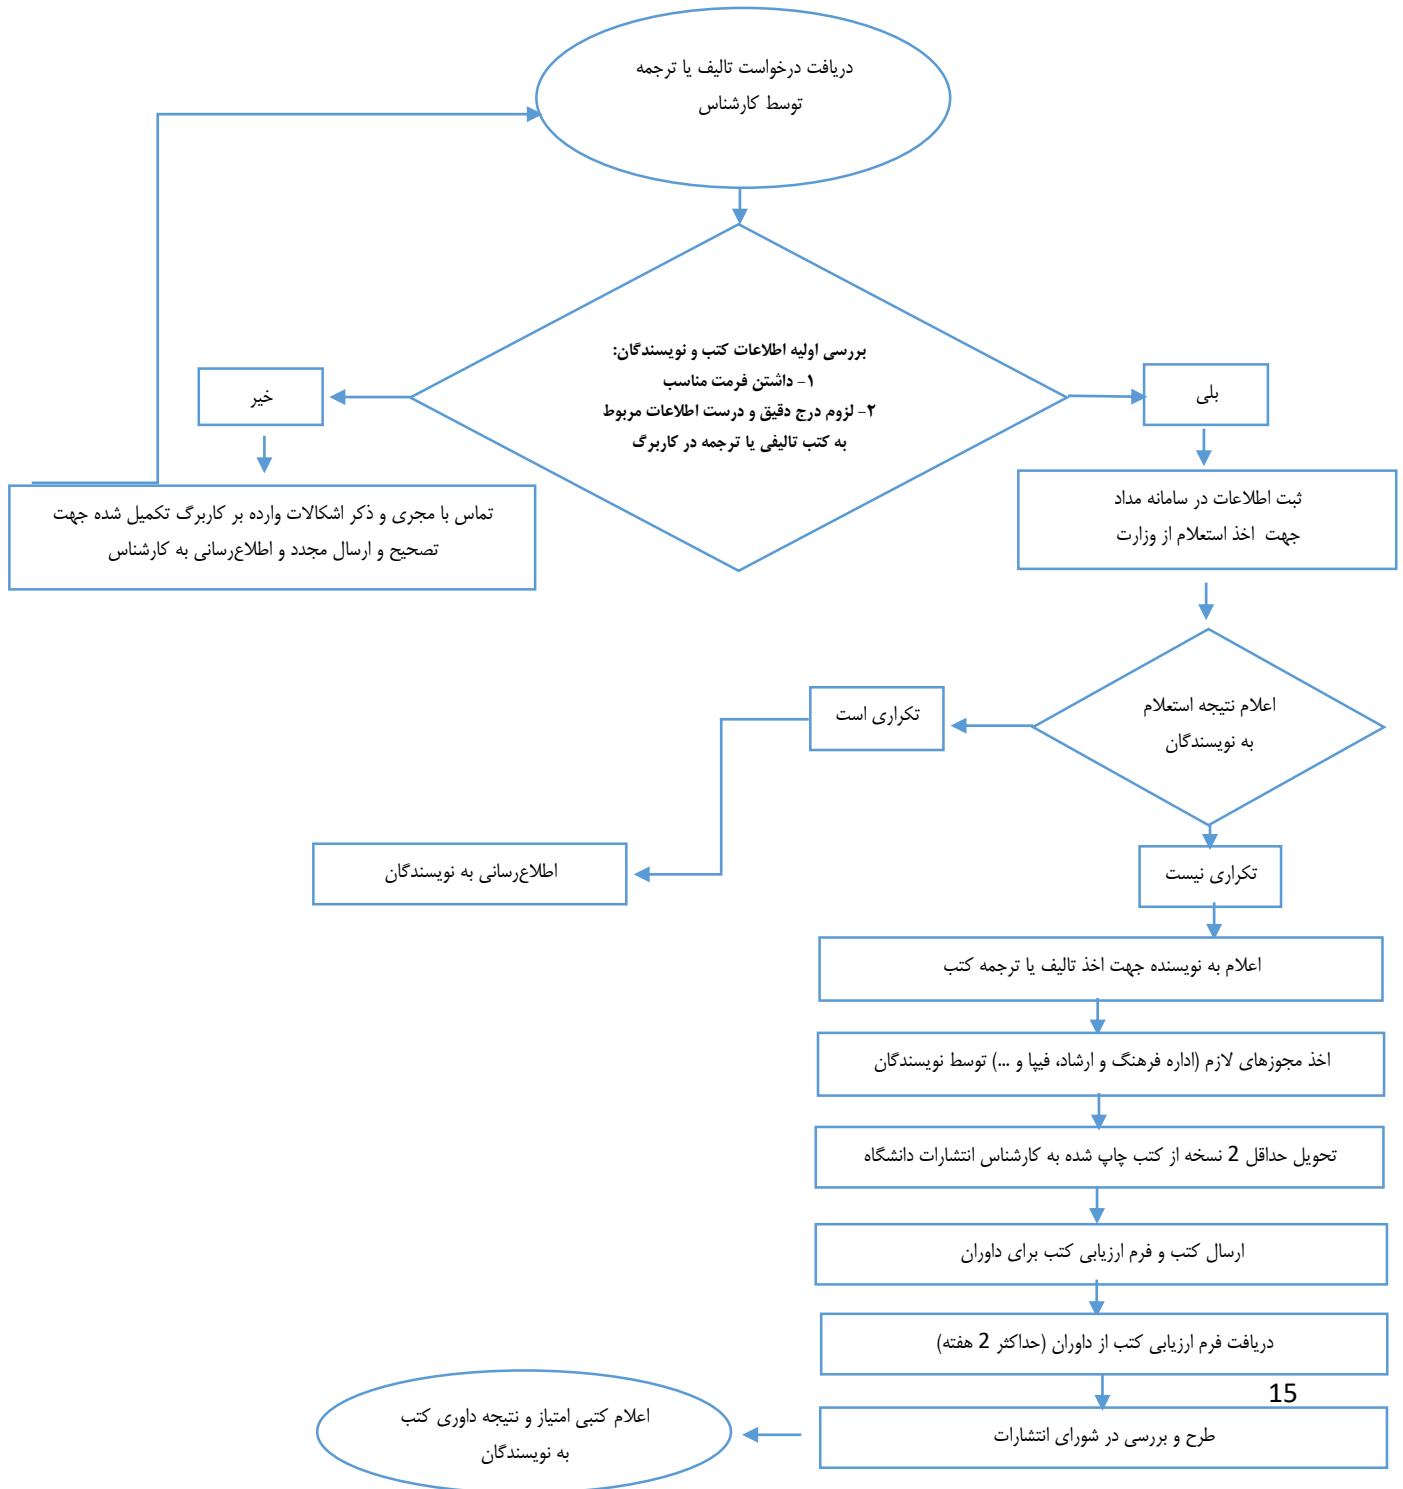 دریافت درخواست تالیف یا ترجمه
توسط کارشناس
بررسی اولیه اطلاعات کتب و نویسندگان:
۱- داشتن فرمت مناسب
۲- لزوم درج دقیق و درست اطلاعات مربوط
به کتب تالیفی یا ترجمه در کاربرگ
بلی
خیر
ثبت اطلاعات در سامانه مداد
جهت اخذ استعلام از وزارت
تماس با مجری و ذکر اشکالات وارده بر کاربرگ تکمیل شده جهت
تصحیح و ارسال مجدد و اطلاع‌رسانی به کارشناس
اعلام نتیجه استعلام
به نویسندگان
تکراری است
تکراری نیست
اطلاع‌رسانی به نویسندگان
اعلام به نویسنده جهت اخذ تالیف یا ترجمه کتب
اخذ مجوزهای لازم (اداره فرهنگ و ارشاد، فیپا و ...) توسط نویسندگان
تحویل حداقل 2 نسخه از کتب چاپ شده به کارشناس انتشارات دانشگاه
ارسال کتب و فرم ارزیابی کتب برای داوران
دریافت فرم ارزیابی کتب از داوران (حداکثر 2 هفته)
15
طرح و بررسی در شورای انتشارات
اعلام کتبی امتیاز و نتیجه داوری کتب
به نویسندگان